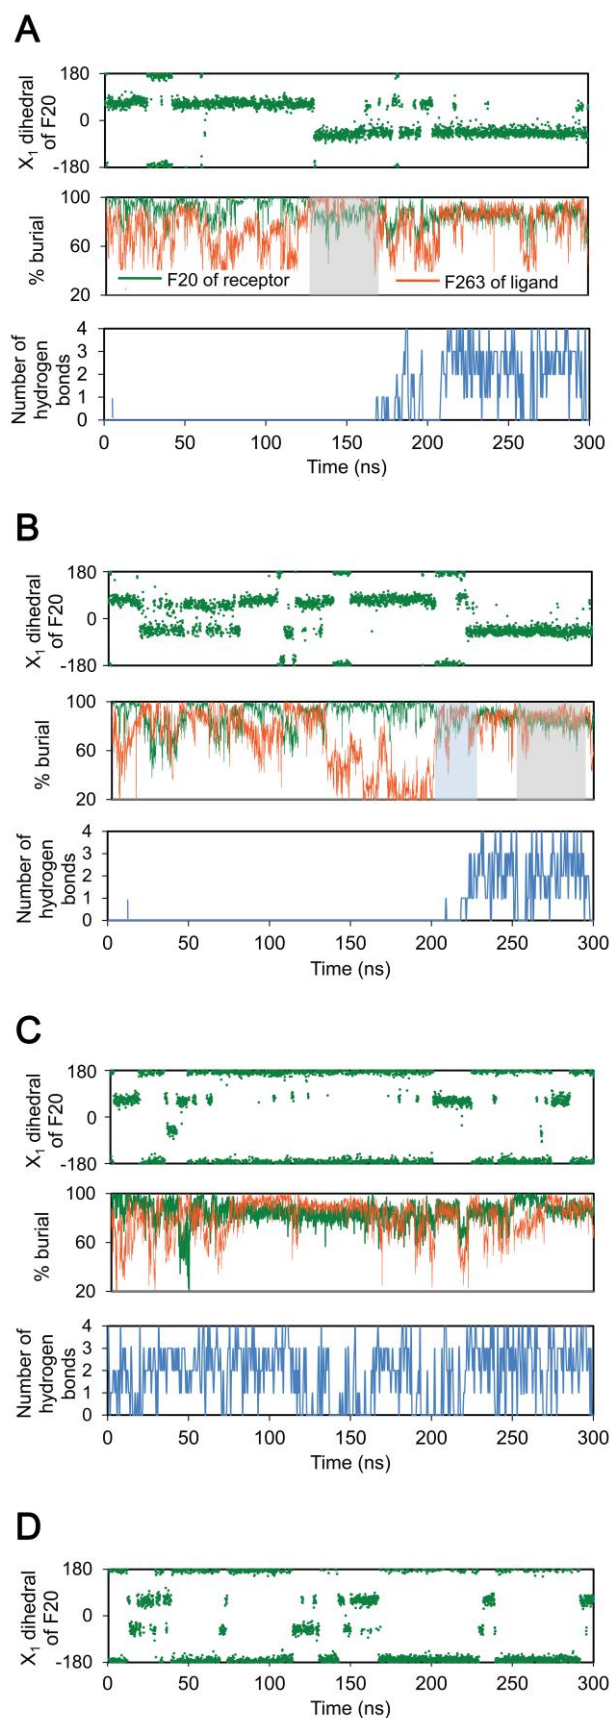 A
X₁ dihedral
of F20
180
0
-180
% burial
100
60
20
F20 of receptor
F263 of ligand
Number of
hydrogen
bonds
4
3
2
1
0
0 50 100 150 200 250 300
Time (ns)
B
X₁ dihedral
of F20
180
0
-180
% burial
100
60
20
Number of
hydrogen
bonds
4
3
2
1
0
0 50 100 150 200 250 300
Time (ns)
C
X₁ dihedral
of F20
180
0
-180
% burial
100
60
20
Number of
hydrogen
bonds
4
3
2
1
0
0 50 100 150 200 250 300
Time (ns)
D
X₁ dihedral
of F20
180
0
-180
0 50 100 150 200 250 300
Time (ns)